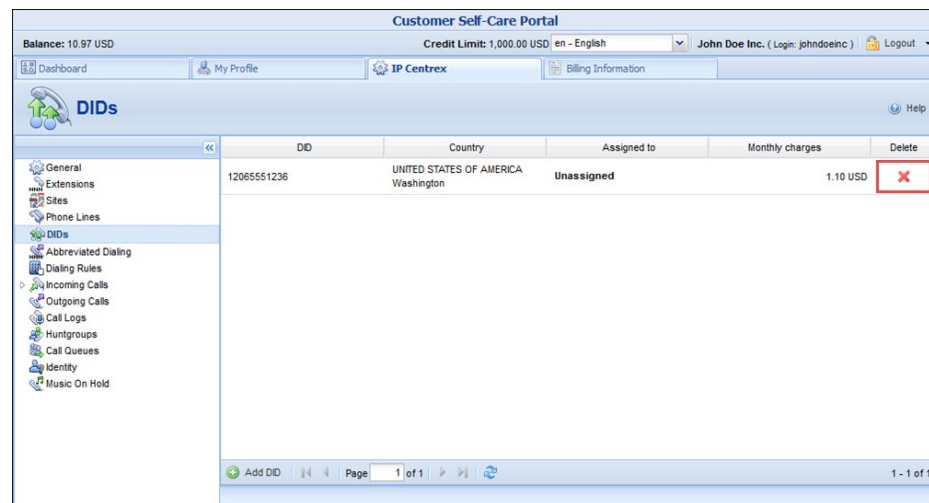 Customer Self-Care Portal
Balance: 10.97 USD Credit Limit: 1,000.00 USD en - English John Doe Inc. ( Login: johndoeinc ) Logout
Dashboard My Profile IP Centrex Billing Information
DIDs Help
DID Country Assigned to Monthly charges Delete
General
Extensions
Sites
Phone Lines
DIDs
Abbreviated Dialing
Dialing Rules
Incoming Calls
Outgoing Calls
Call Logs
Huntgroups
Call Queues
Identity
Music On Hold
12065551236 UNITED STATES OF AMERICA Unassigned 1.10 USD
Washington
Add DID Page 1 of 1 1 - 1 of 1